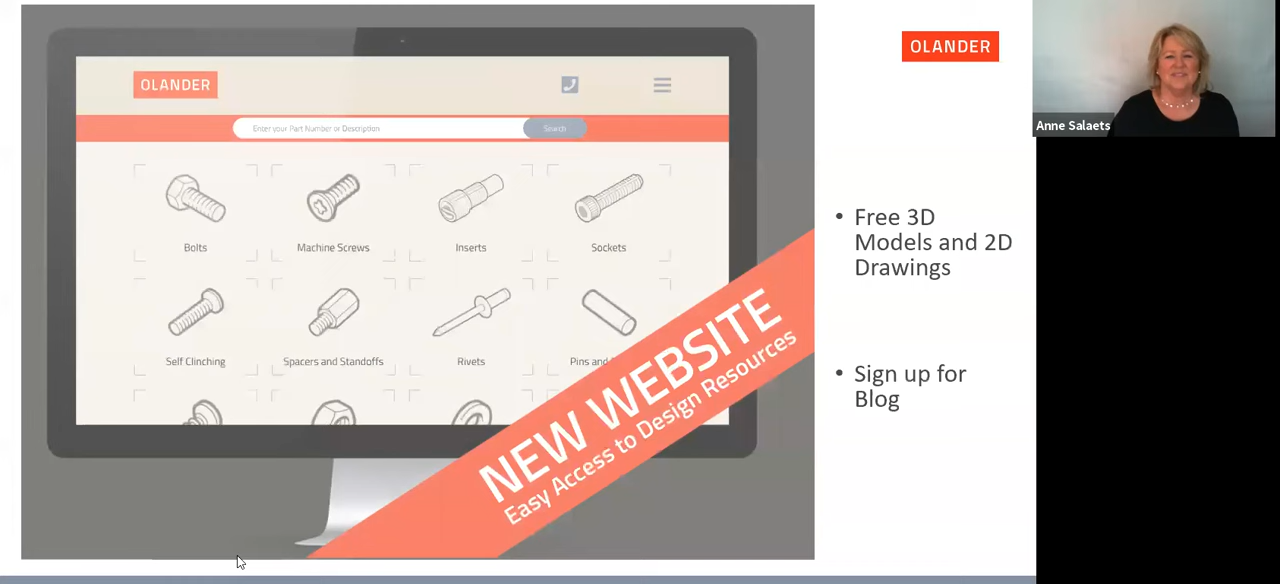 OLANDER
Enter your Part Number or Description
Search
Bolts
Machine Screws
Inserts
Sockets
Self Clinching
Spacers and Standoffs
Rivets
Pins and
NEW WEBSITE
Easy Access to Design Resources
OLANDER
• Free 3D
Models and 2D
Drawings
• Sign up for
Blog
Anne Salaets